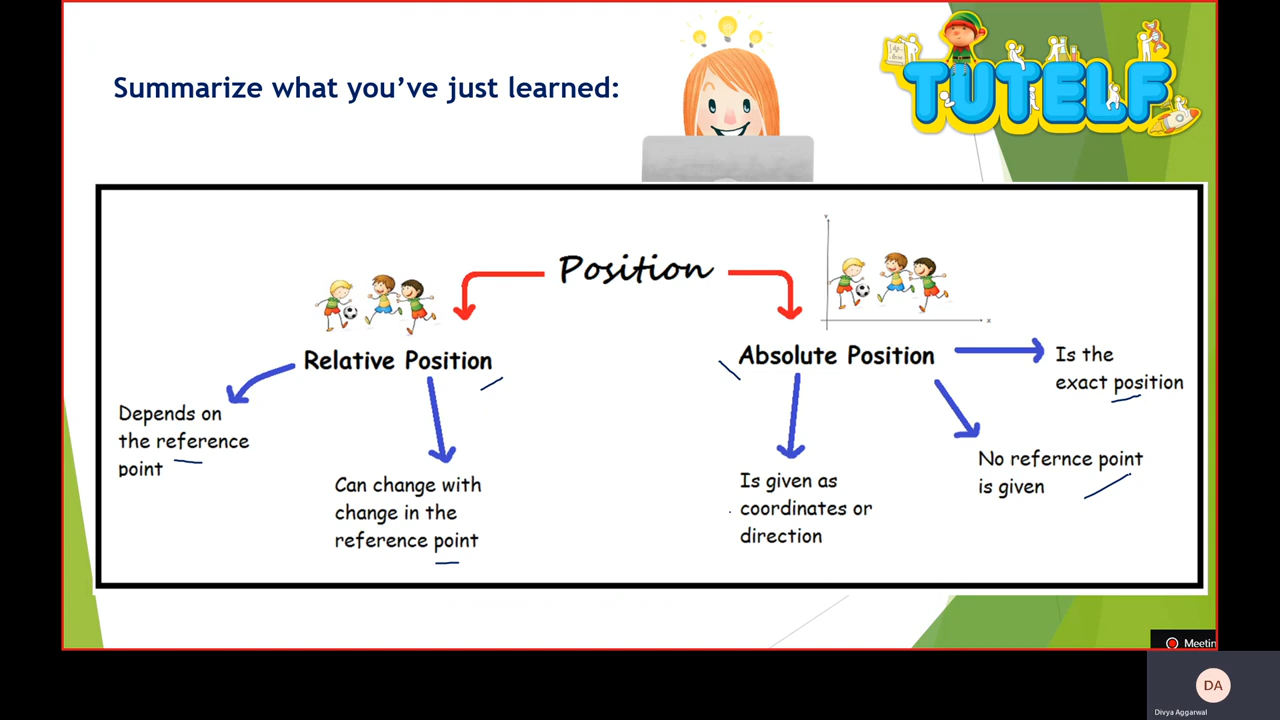 Summarize what you've just learned:
TUTELF
Position
y
x
Relative Position
Absolute Position
Depends on
the reference
point
Can change with
change in the
reference point
Is given as
coordinates or
direction
No refernce point
is given
Is the
exact position
Meetin
DA
Divya Aggarwal